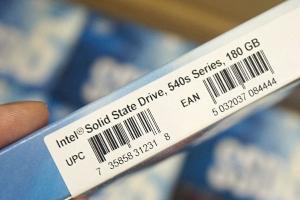 Intel® Solid State Drive, 540s Series, 180 GB
UPC
7 35858 31231 8
EAN
5 032037 084444